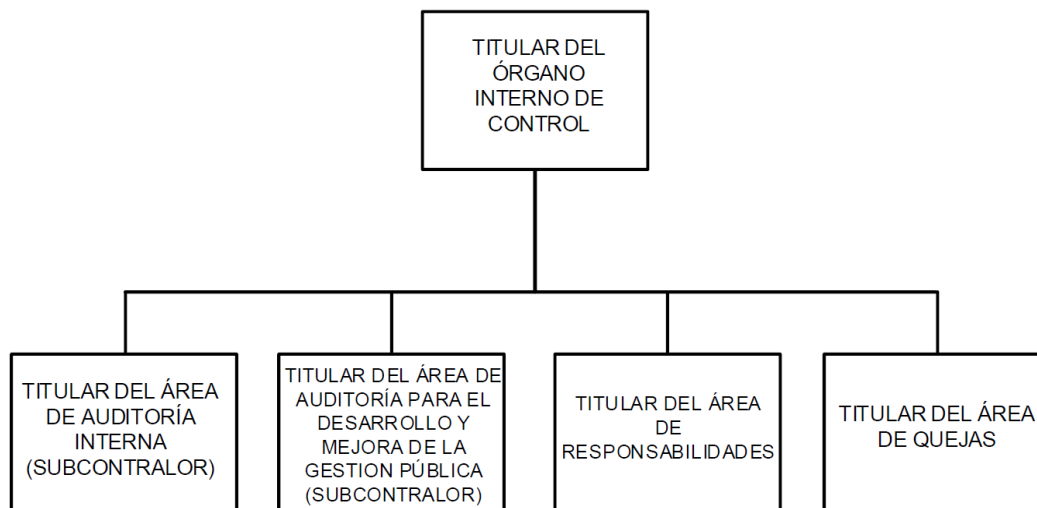 TITULAR DEL
ÓRGANO
INTERNO DE
CONTROL
TITULAR DEL ÁREA
DE AUDITORÍA
INTERNA
(SUBCONTRALOR)
TITULAR DEL ÁREA DE
AUDITORÍA PARA EL
DESARROLLO Y
MEJORA DE LA
GESTION PÚBLICA
(SUBCONTRALOR)
TITULAR DEL ÁREA
DE
RESPONSABILIDADES
TITULAR DEL ÁREA
DE QUEJAS